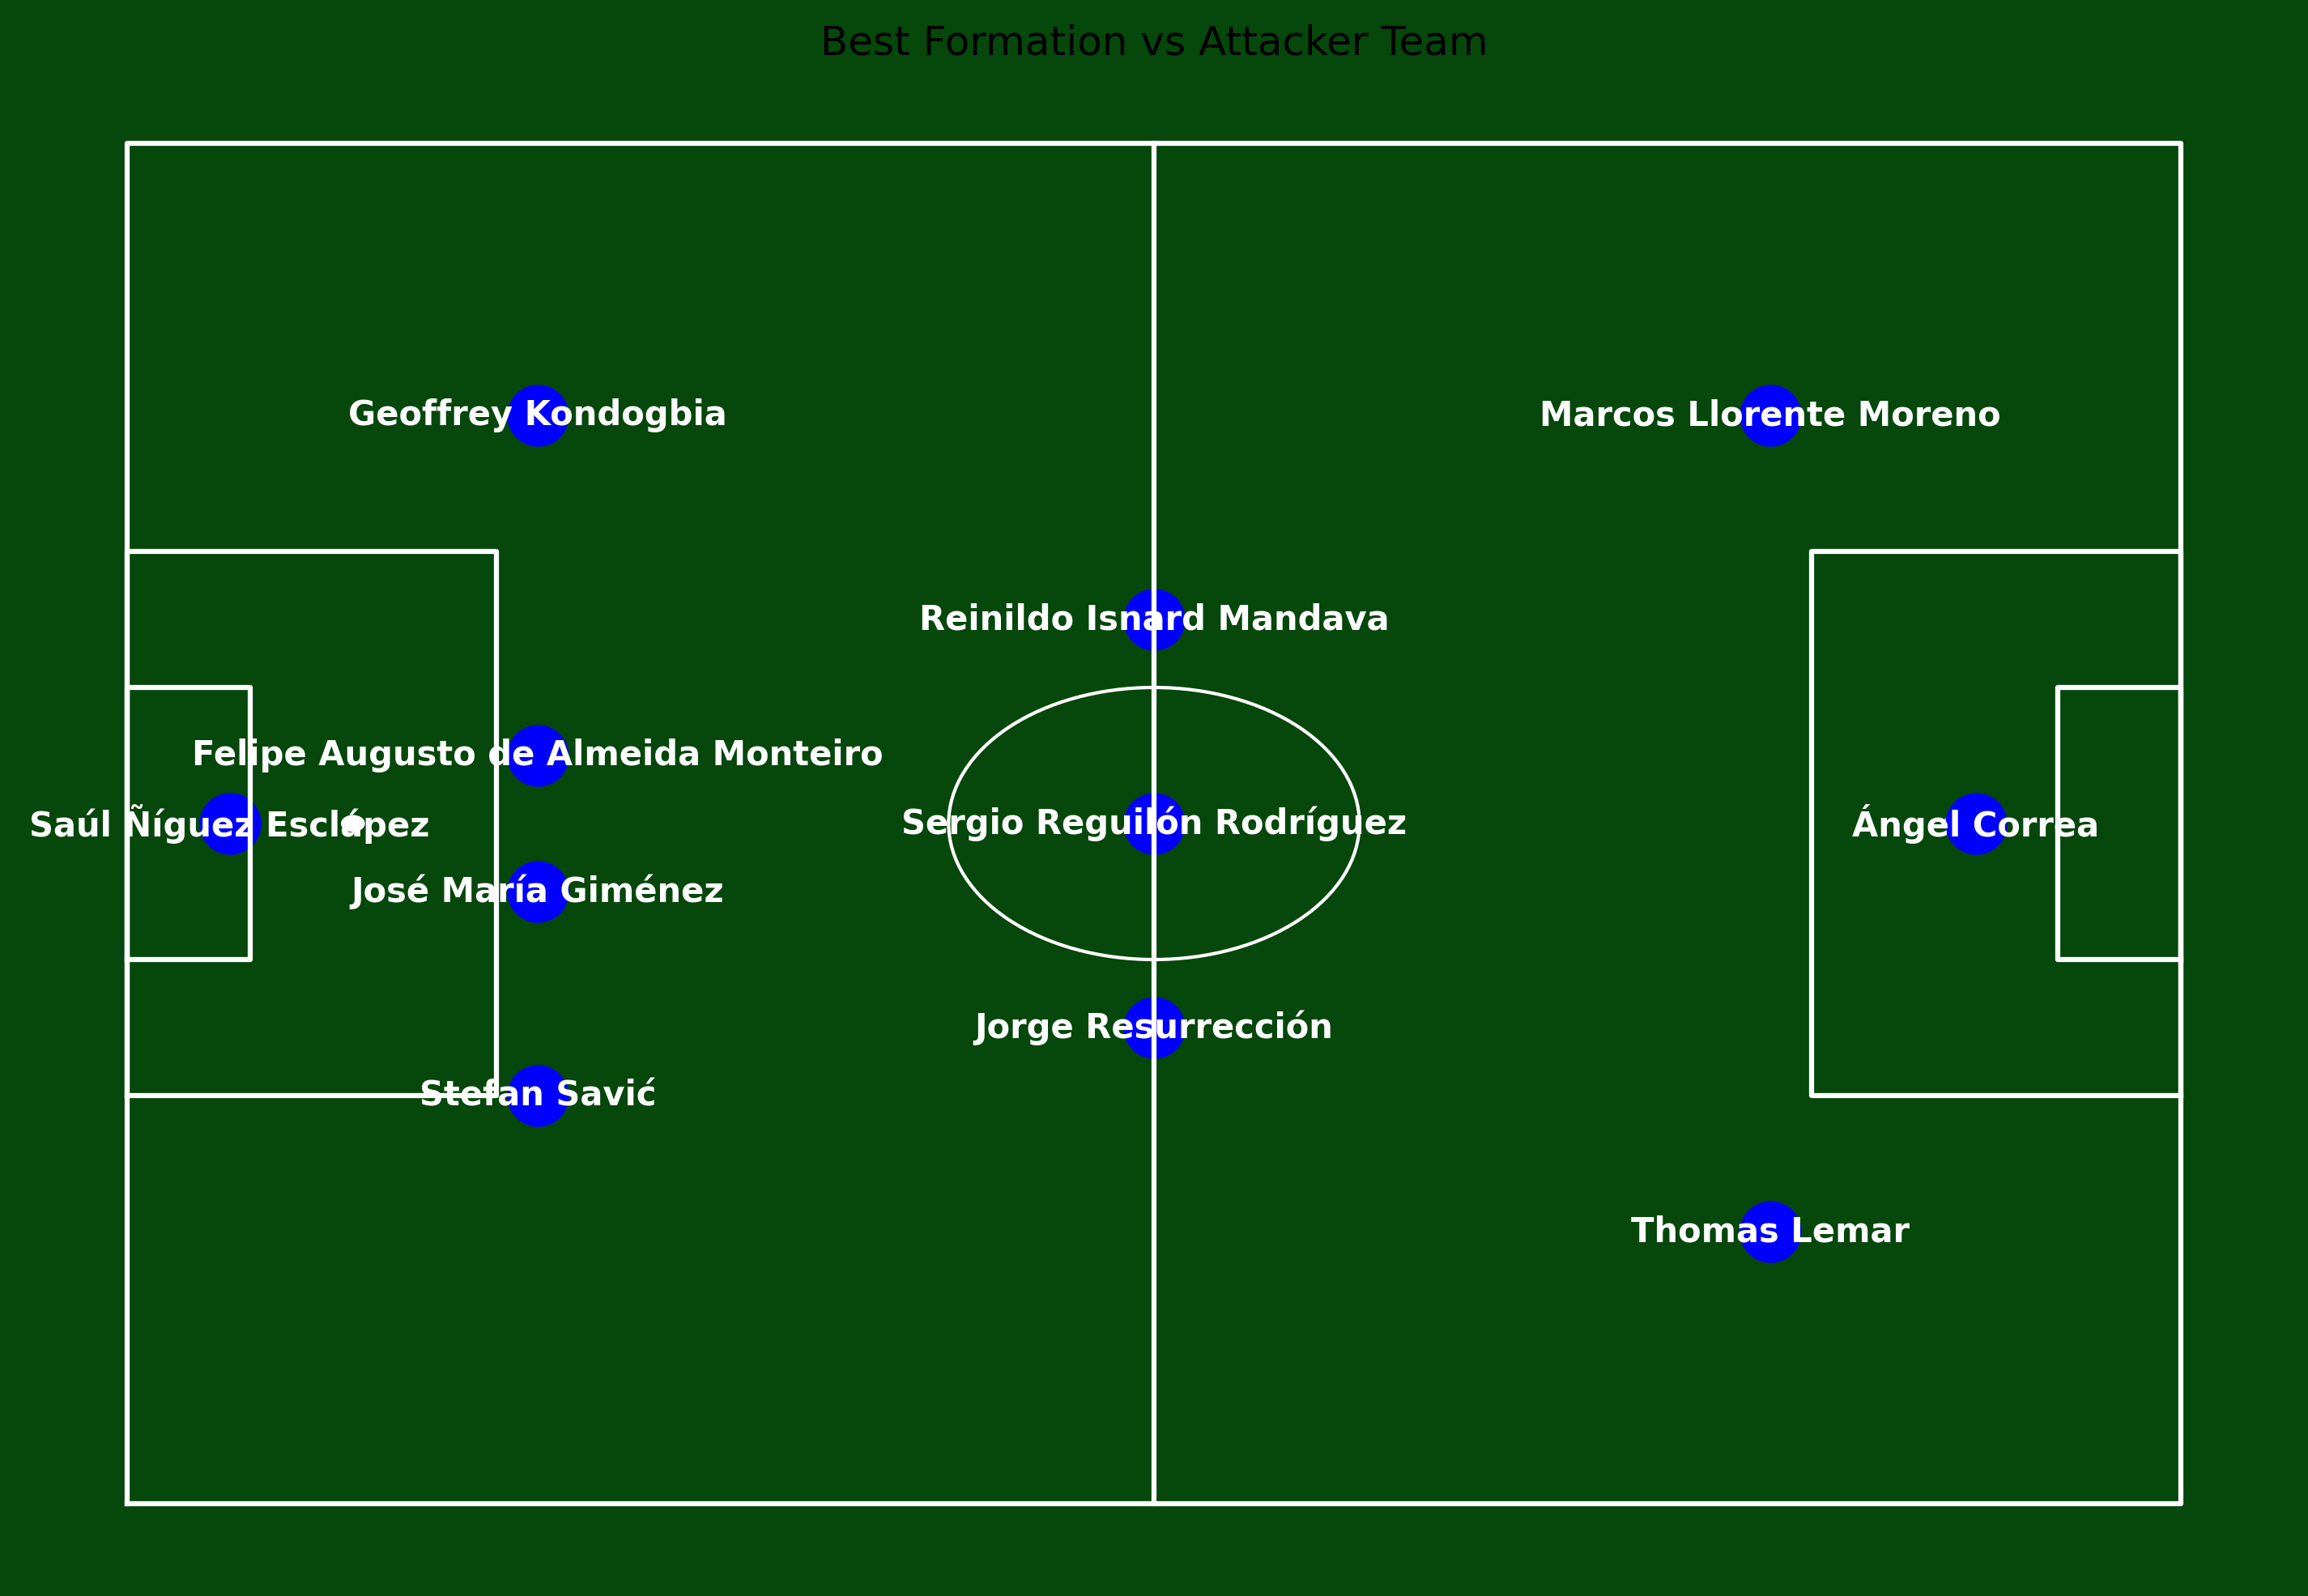 Best Formation vs Attacker Team
Geoffrey Kondogbia
Marcos Llorente Moreno
Reinildo Isnard Mandava
Felipe Augusto de Almeida Monteiro
Saúl Ñíguez Esclápez
Sergio Reguilón Rodríguez
Ángel Correa
José María Giménez
Jorge Resurrección
Stefan Savić
Thomas Lemar